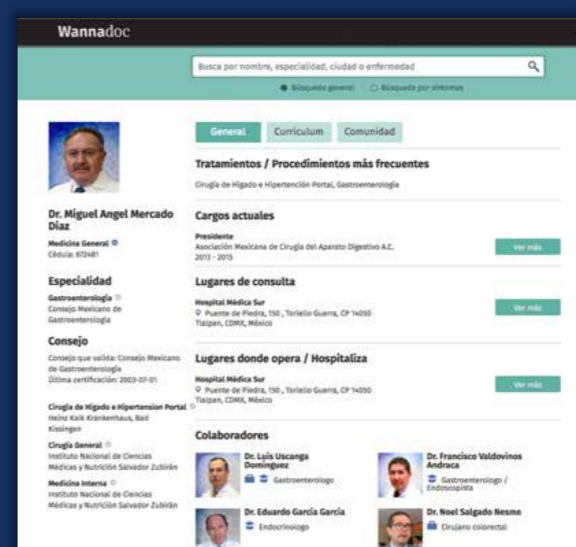 Wannadoc
Busca por nombre, especialidad, ciudad o enfermedad
Búsqueda general
Búsqueda por síntomas
General
Curriculum
Comunidad
Dr. Miguel Angel Mercado
Diaz
Medicina General
Cédula: 672481
Especialidad
Gastroenterología
Consejo Mexicano de
Gastroenterología
Consejo
Consejo que valida: Consejo Mexicano
de Gastroenterología
Última certificación: 2003-07-01
Cirugía de Hígado e Hipertension Portal
Heinz Kalk Krankenhaus, Bad
Kissingen
Cirugía General
Instituto Nacional de Ciencias
Médicas y Nutrición Salvador Zubirán
Medicina Interna
Instituto Nacional de Ciencias
Médicas y Nutrición Salvador Zubirán
Tratamientos / Procedimientos más frecuentes
Cirugía de Hígado e Hipertención Portal, Gastroenterología
Cargos actuales
Presidente
Asociación Mexicana de Cirugía del Aparato Digestivo A.C.
2013 - 2015
Ver más
Lugares de consulta
Hospital Médica Sur
Puente de Piedra, 150 , Toriello Guerra, CP 14050
Tlalpan, CDMX, México
Ver más
Lugares donde opera / Hospitaliza
Hospital Médica Sur
Puente de Piedra, 150 , Toriello Guerra, CP 14050
Tlalpan, CDMX, México
Ver más
Colaboradores
Dr. Luis Uscanga
Domínguez
Gastroenterologo
Dr. Francisco Valdovinos
Andraca
Gastroenterologo /
Endoscopista
Dr. Eduardo García García
Endocrinologo
Dr. Noel Salgado Nesme
Cirujano colorectal